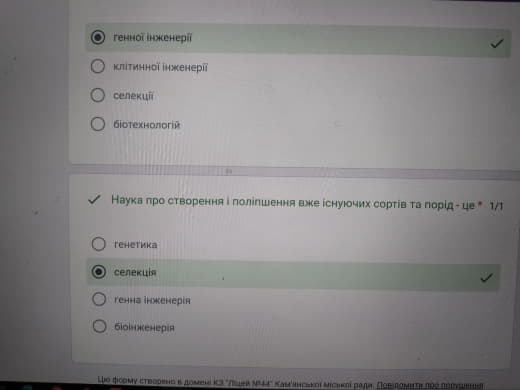 генної інженерії
клітинної інженерії
селекції
біотехнологій
Наука про створення і поліпшення вже існуючих сортів та порід - це * 1/1
генетика
селекція
генна інженерія
біоінженерія
Цю форму створено в домені КЗ "Ліцей №44" Кам'янської міської ради. Повідомити про порушення